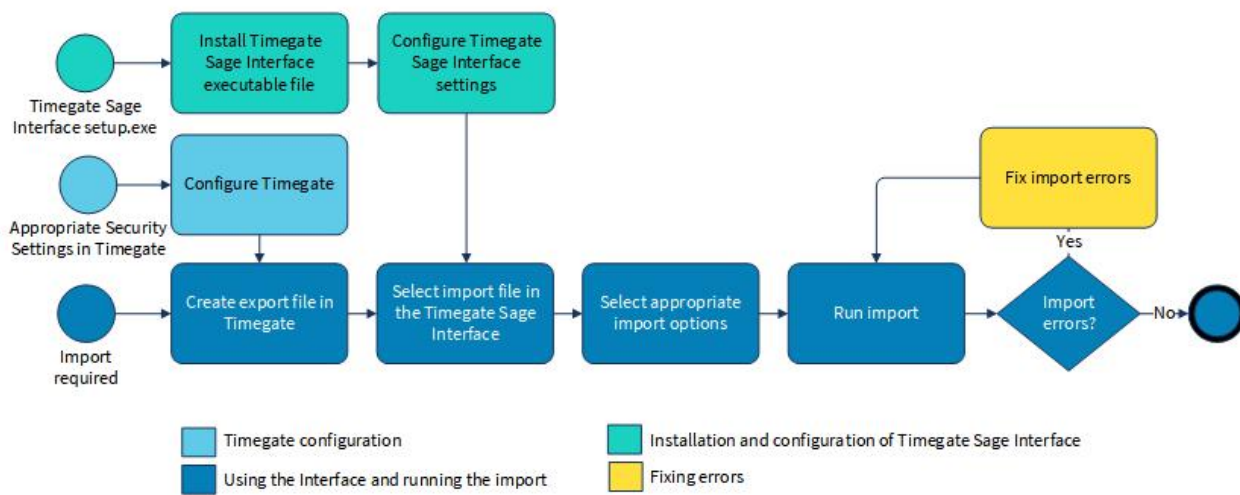 Install Timegate
Sage Interface
executable file
Configure Timegate
Sage Interface
settings
Timegate Sage
Interface setup.exe
Configure Timegate
Appropriate Security
Settings in Timegate
Fix import errors
Yes
Import
required
Create export file in
Timegate
Select import file in
the Timegate Sage
Interface
Select appropriate
import options
Run import
Import
errors?
No
Timegate configuration
Installation and configuration of Timegate Sage Interface
Using the Interface and running the import
Fixing errors